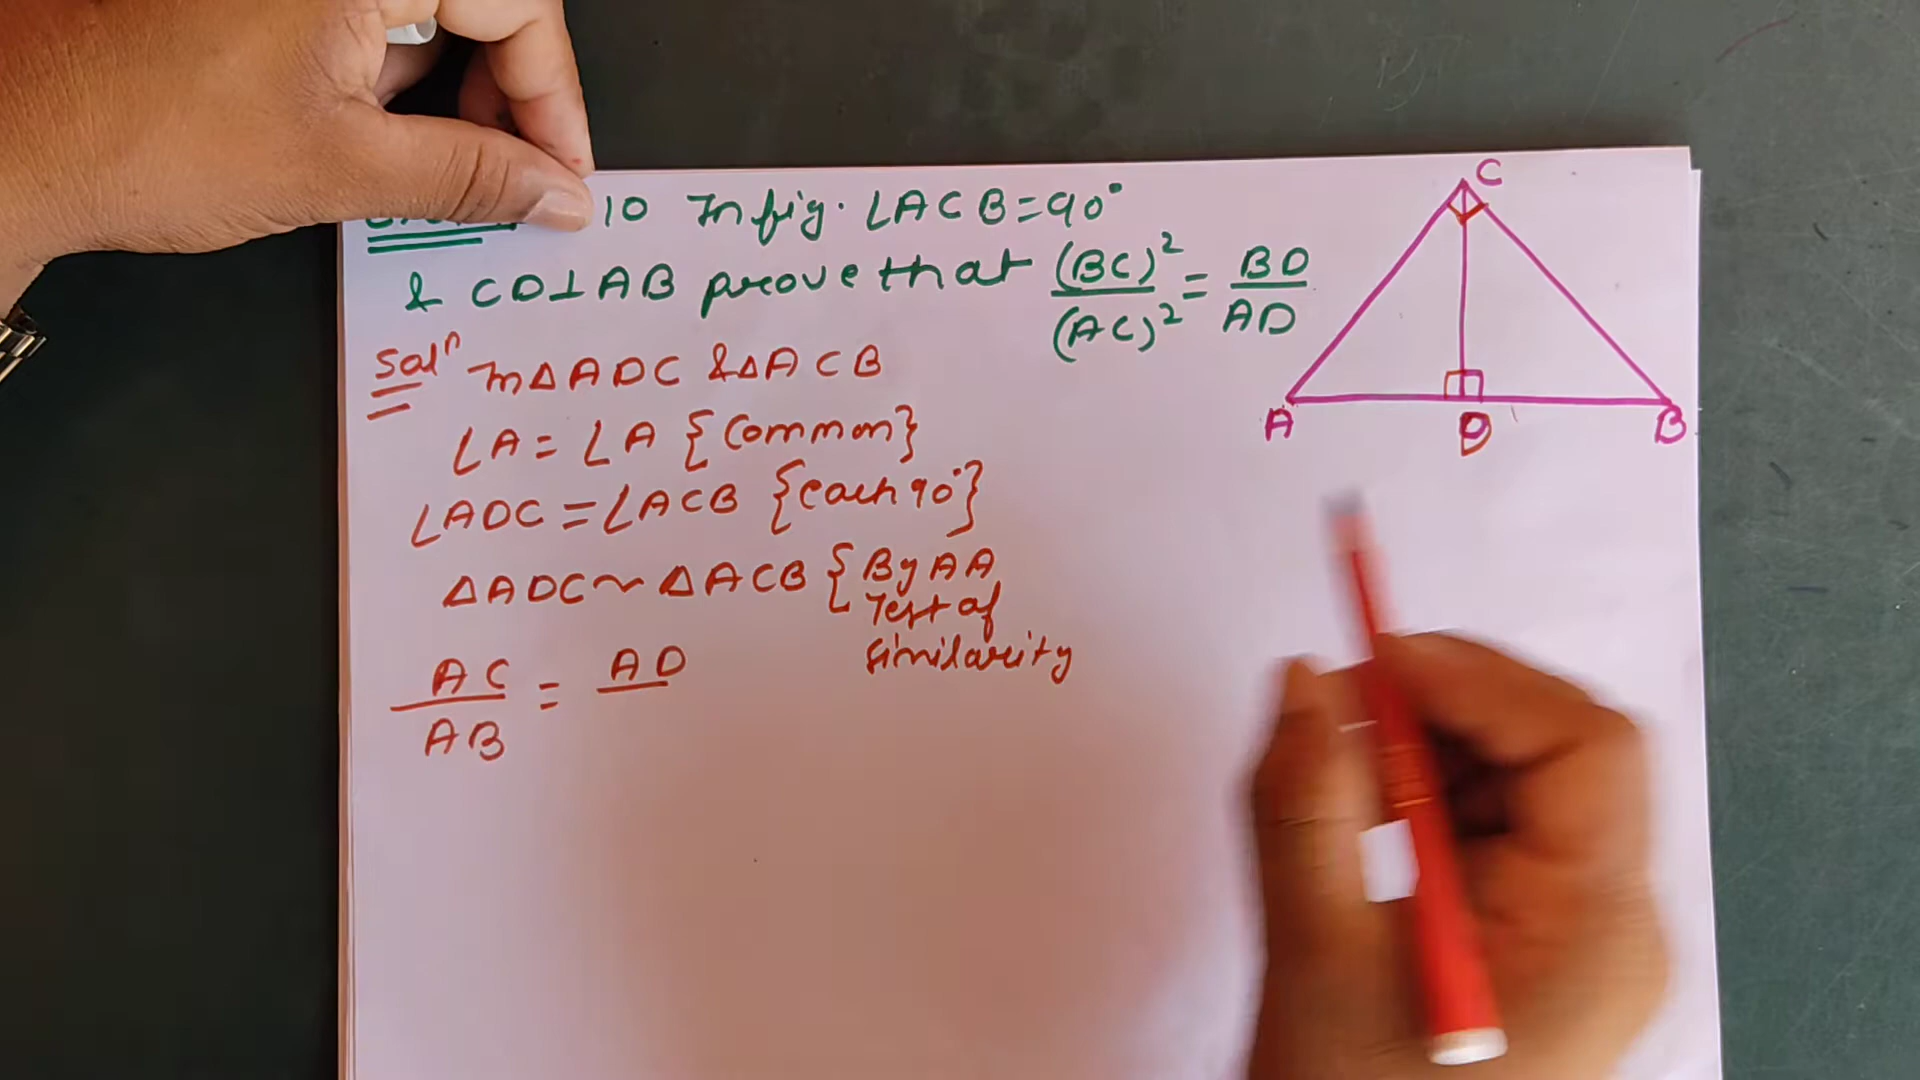 10 In fig. ∠ACB=90°
& CD⊥AB prove that (BC)²/(AC)² = BD/AD
Solⁿ In △ADC & △ACB
∠A = ∠A {Common}
∠ADC = ∠ACB {each 90°}
△ADC ~ △ACB {By AA
Test of
Similarity
AC/AB = AD
C
A
D
B